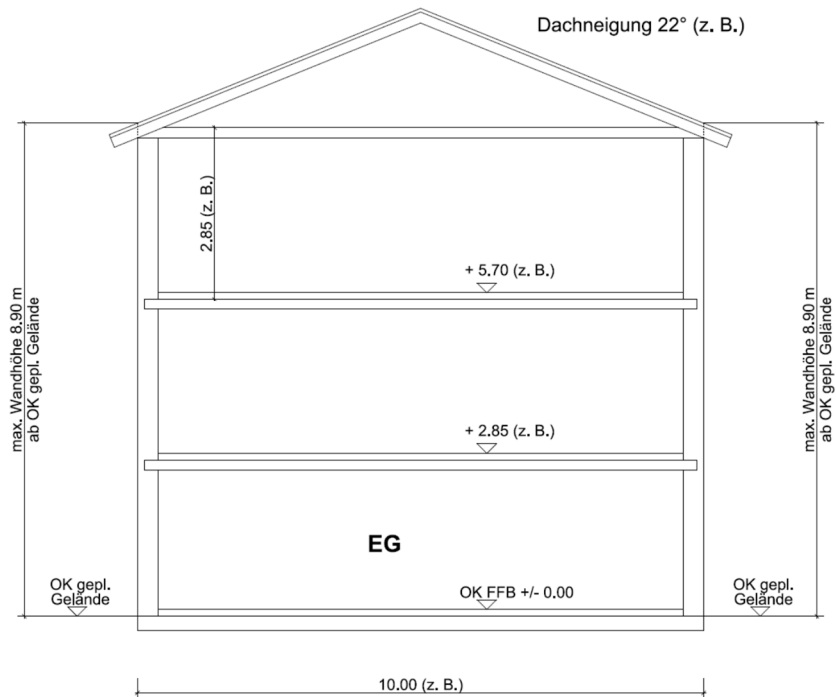 Dachneigung 22° (z. B.)
2.85 (z. B.)
+ 5.70 (z. B.)
max. Wandhöhe 8.90 m
ab OK gepl. Gelände
max. Wandhöhe 8.90 m
ab OK gepl. Gelände
+ 2.85 (z. B.)
EG
OK gepl.
Gelände
OK FFB +/- 0.00
OK gepl.
Gelände
10.00 (z. B.)